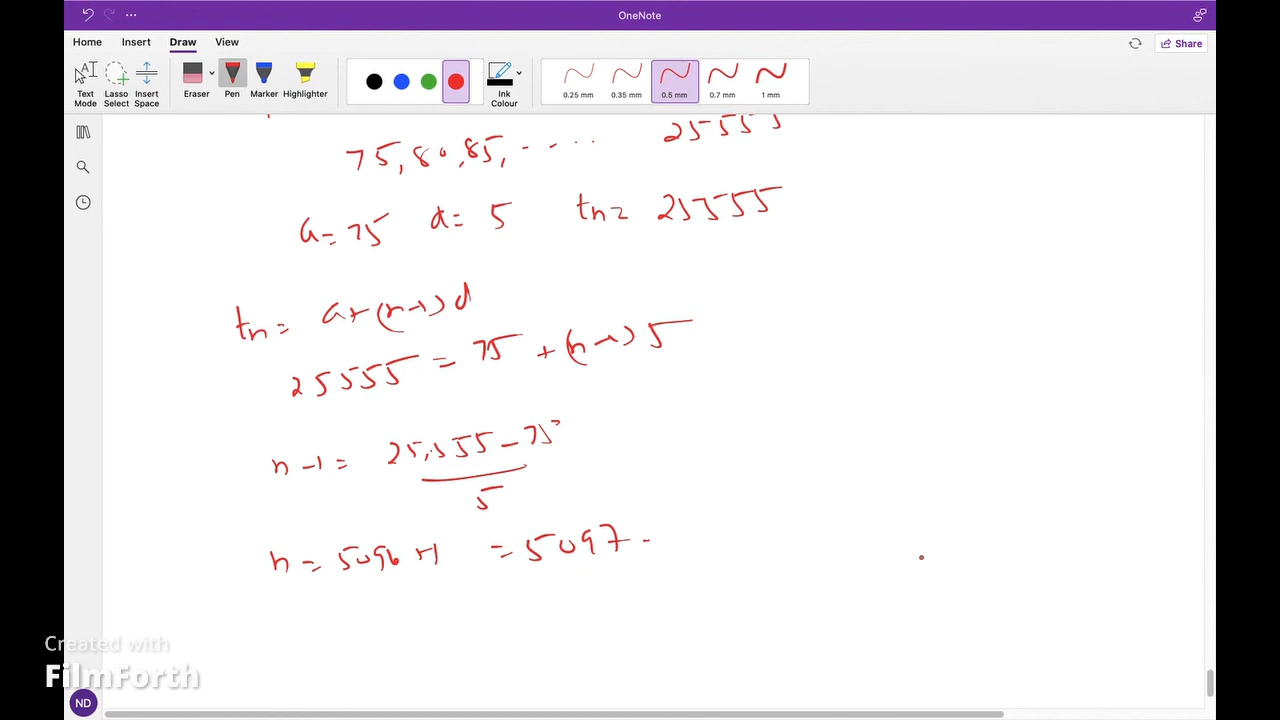 OneNote
Home Insert Draw View
Share
Text Mode Lasso Select Insert Space Eraser Pen Marker Highlighter Ink Colour 0.25 mm 0.35 mm 0.5 mm 0.7 mm 1 mm
75, 80, 85, ..... 25555
a = 75 d = 5 tn = 25555
tn = a+(n-1)d
25555 = 75 + (n-1) 5
n-1 = 25,555 - 75
5
n = 5096 + 1 = 5097.
Created with
FilmForth
ND